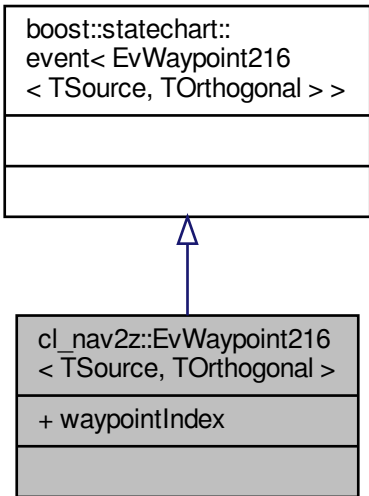 boost::statechart::
event< EvWaypoint216
< TSource, TOrthogonal > >
cl_nav2z::EvWaypoint216
< TSource, TOrthogonal >
+ waypointIndex